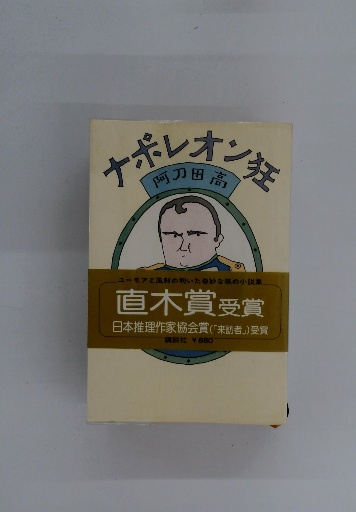 ナポレオン狂
阿刀田高
ユーモアと風刺の利いた奇妙な味の小説集
直木賞受賞
日本推理作家協会賞(「来訪者」)受賞
講談社 ¥880